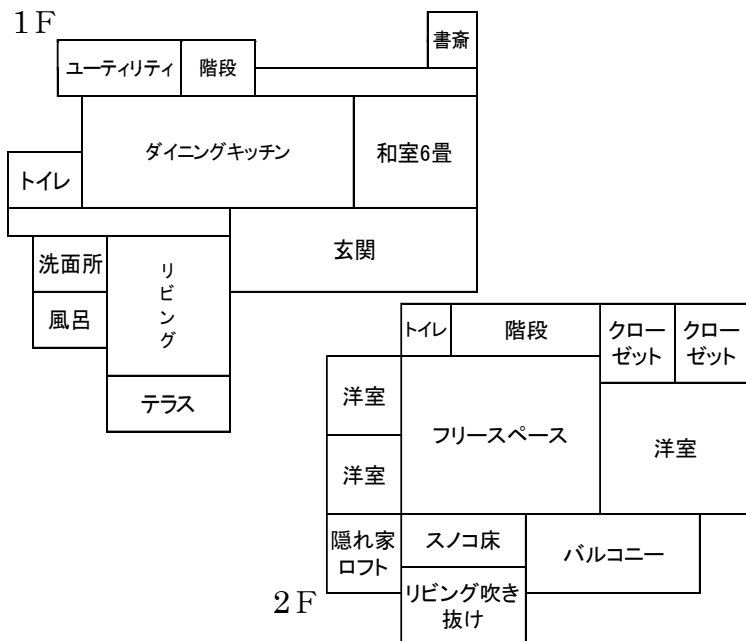 1F
書斎
ユーティリティ
階段
ダイニングキッチン
和室6畳
トイレ
玄関
洗面所
リビング
風呂
テラス
トイレ
階段
クロー
ゼット
クロー
ゼット
洋室
フリースペース
洋室
洋室
隠れ家
ロフト
スノコ床
バルコニー
リビング吹き
抜け
2F